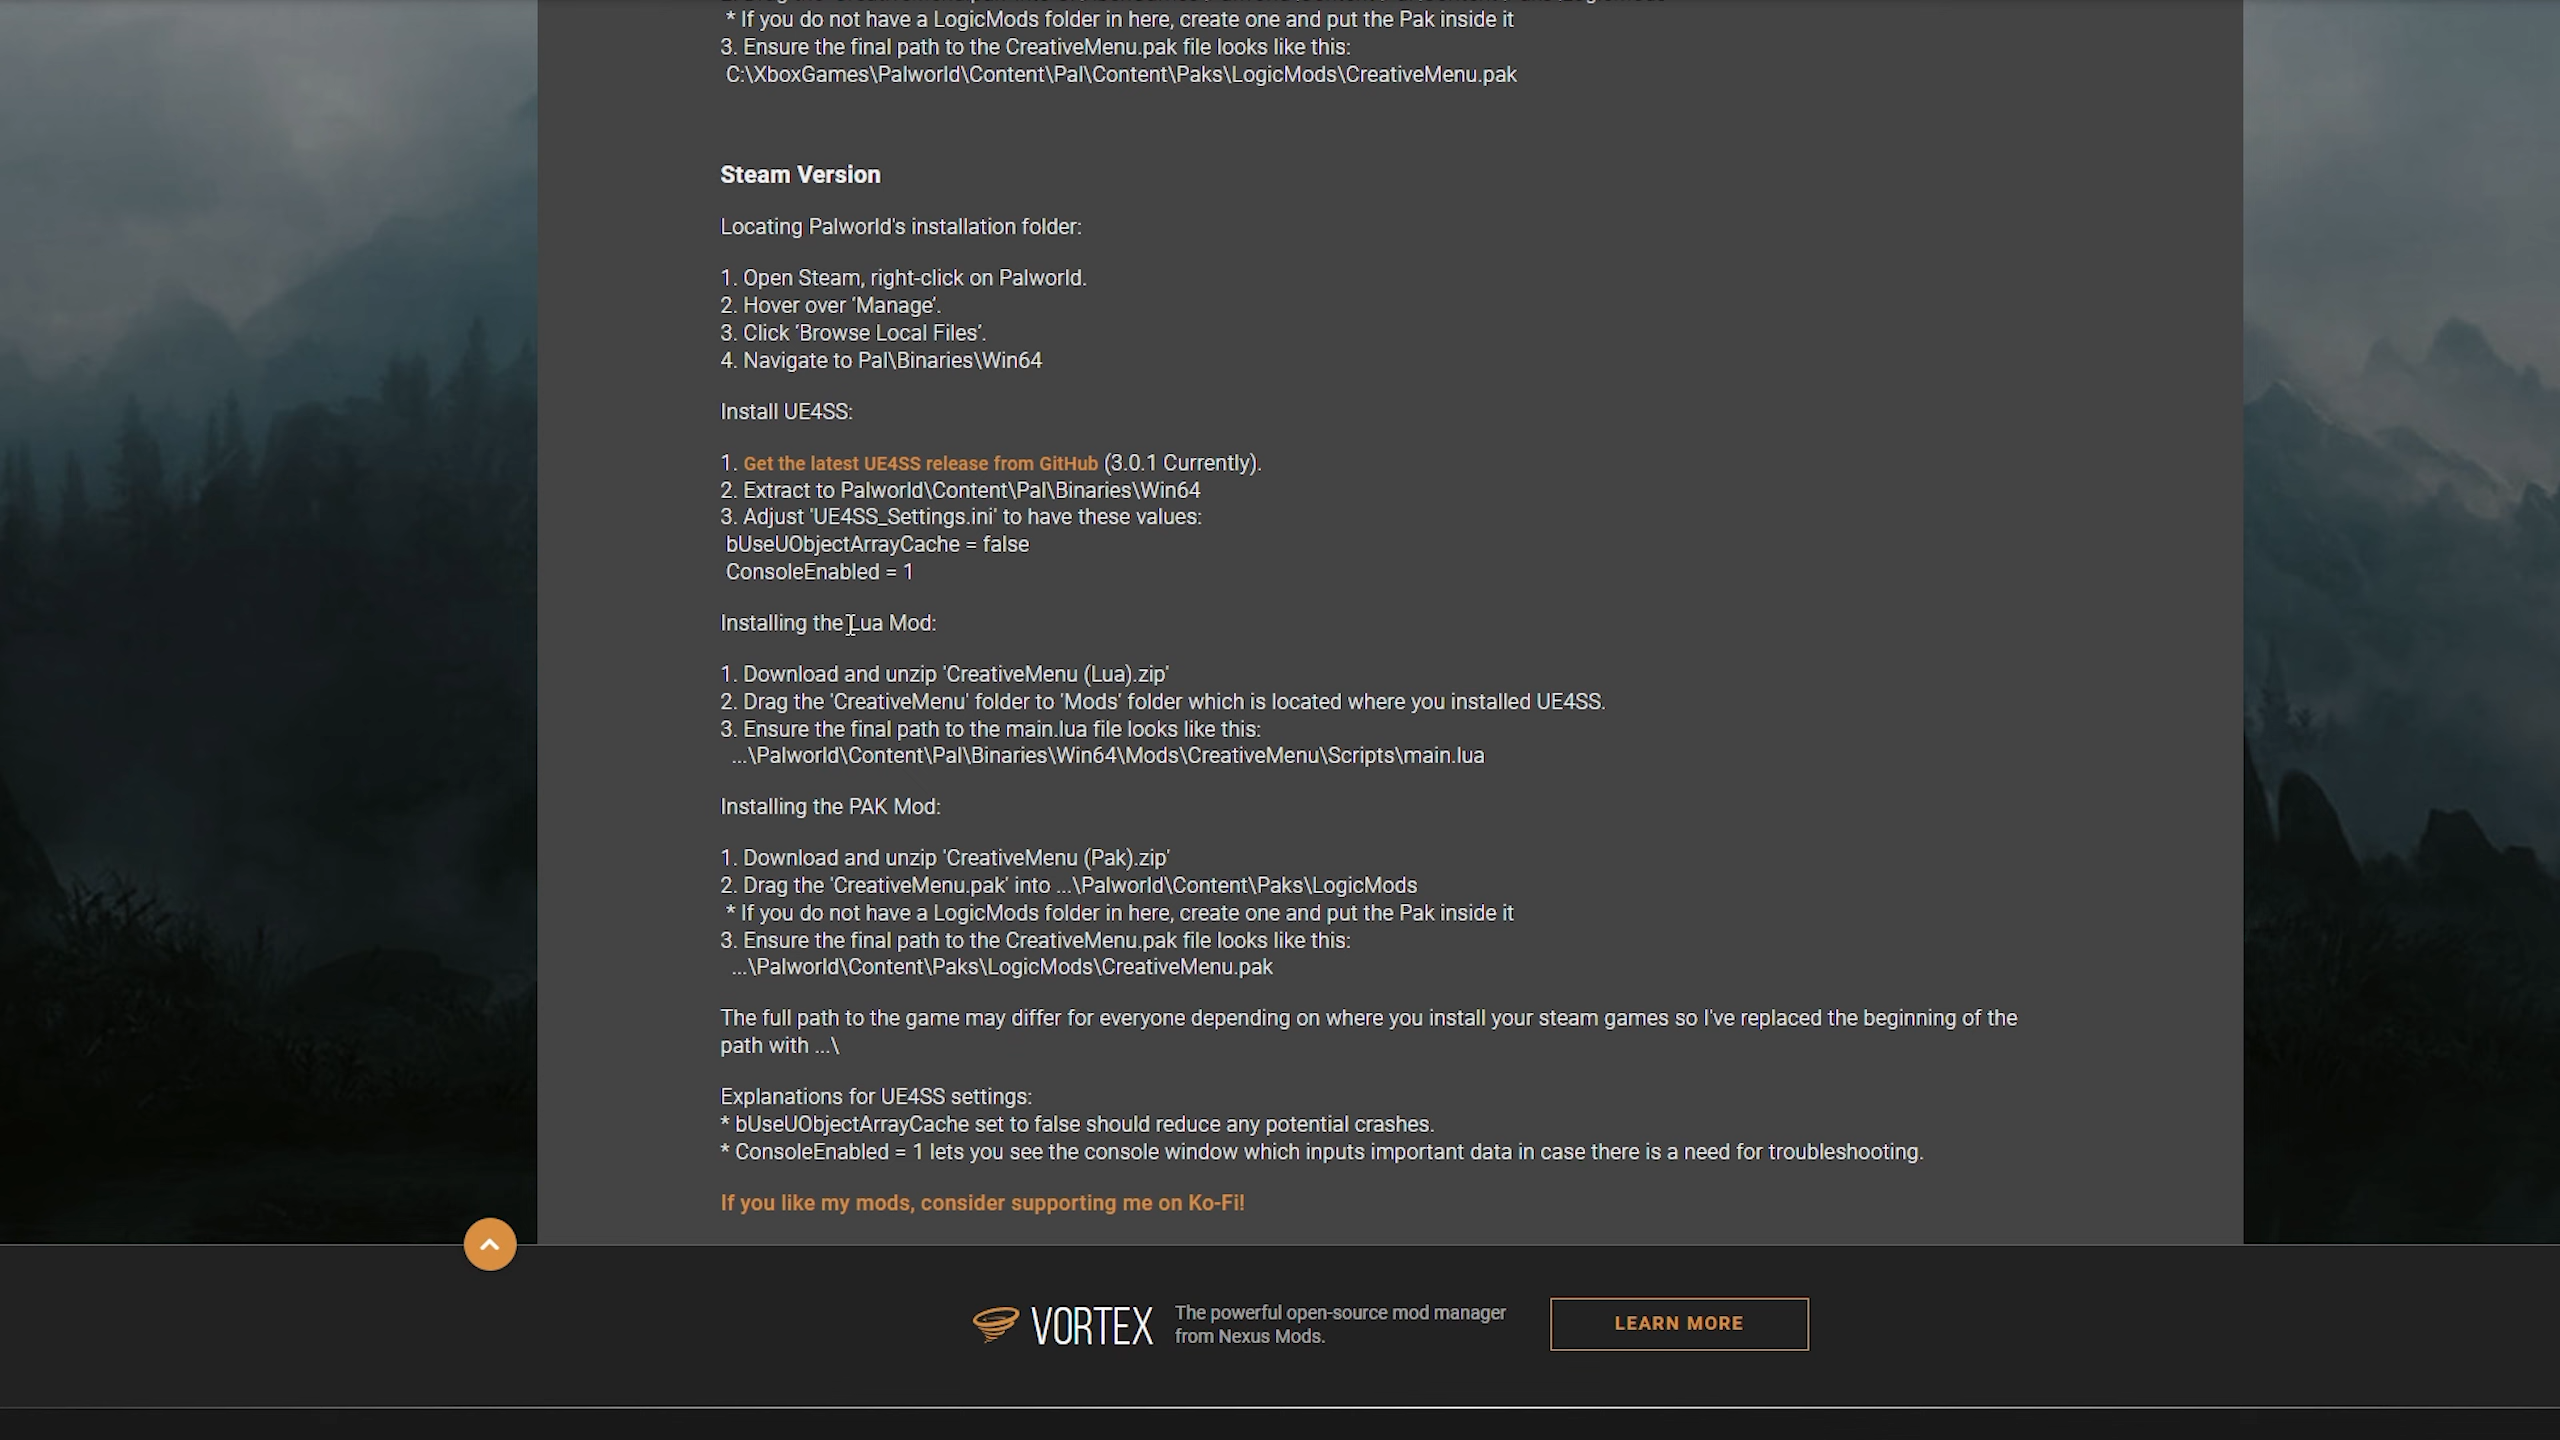 * If you do not have a LogicMods folder in here, create one and put the Pak inside it
3. Ensure the final path to the CreativeMenu.pak file looks like this:
C:\XboxGames\Palworld\Content\Pal\Content\Paks\LogicMods\CreativeMenu.pak
Steam Version
Locating Palworld's installation folder:
1. Open Steam, right-click on Palworld.
2. Hover over ‘Manage’.
3. Click ‘Browse Local Files’.
4. Navigate to Pal\Binaries\Win64
Install UE4SS:
1. Get the latest UE4SS release from GitHub (3.0.1 Currently).
2. Extract to Palworld\Content\Pal\Binaries\Win64
3. Adjust 'UE4SS_Settings.ini' to have these values:
bUseUObjectArrayCache = false
ConsoleEnabled = 1
Installing the Lua Mod:
1. Download and unzip 'CreativeMenu (Lua).zip'
2. Drag the 'CreativeMenu' folder to 'Mods' folder which is located where you installed UE4SS.
3. Ensure the final path to the main.lua file looks like this:
...\Palworld\Content\Pal\Binaries\Win64\Mods\CreativeMenu\Scripts\main.lua
Installing the PAK Mod:
1. Download and unzip 'CreativeMenu (Pak).zip'
2. Drag the 'CreativeMenu.pak' into ...\Palworld\Content\Paks\LogicMods
* If you do not have a LogicMods folder in here, create one and put the Pak inside it
3. Ensure the final path to the CreativeMenu.pak file looks like this:
...\Palworld\Content\Paks\LogicMods\CreativeMenu.pak
The full path to the game may differ for everyone depending on where you install your steam games so I've replaced the beginning of the
path with ...\
Explanations for UE4SS settings:
* bUseUObjectArrayCache set to false should reduce any potential crashes.
* ConsoleEnabled = 1 lets you see the console window which inputs important data in case there is a need for troubleshooting.
If you like my mods, consider supporting me on Ko-Fi!
VORTEX
The powerful open-source mod manager
from Nexus Mods.
LEARN MORE